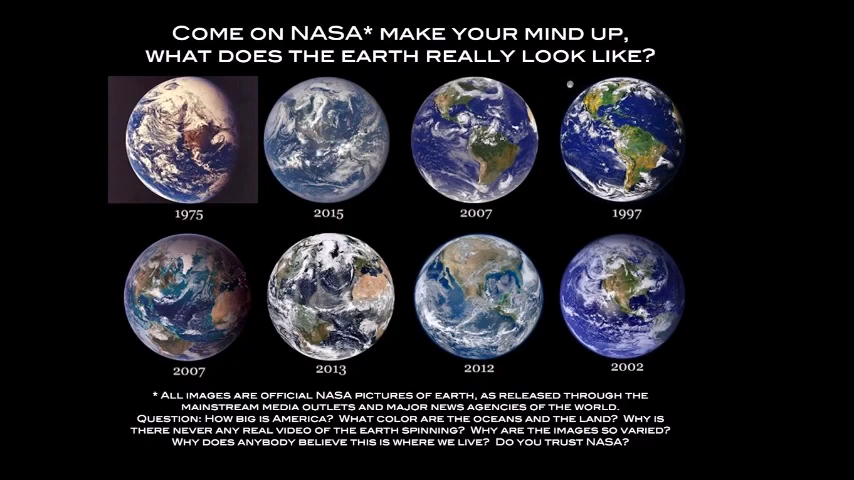 Come on NASA* make your mind up,
what does the earth really look like?
1975
2015
2007
1997
2007
2013
2012
2002
* All images are official NASA pictures of earth, as released through the
mainstream media outlets and major news agencies of the world.
Question: How big is America? What color are the oceans and the land? Why is
there never any real video of the earth spinning? Why are the images so varied?
Why does anybody believe this is where we live? Do you trust NASA?